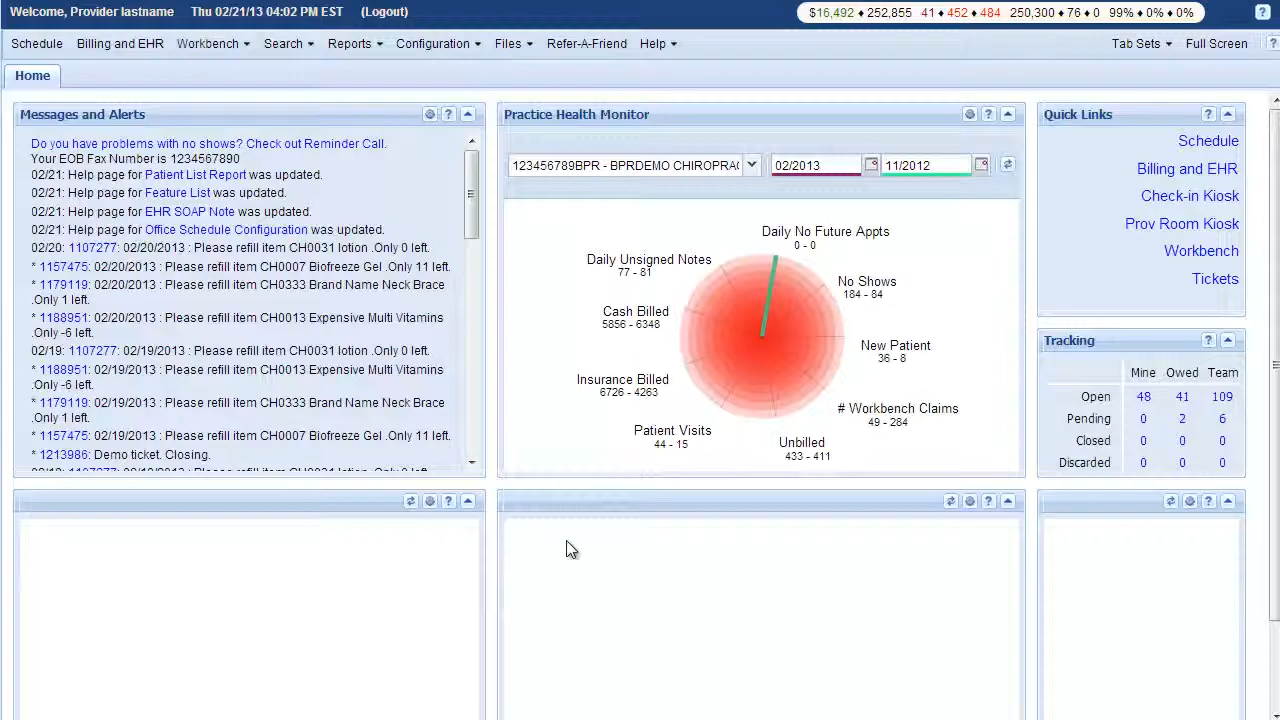 Welcome, Provider lastname Thu 02/21/13 04:02 PM EST (Logout) $16,492 ♦ 252,855 41 ♦ 452 ♦ 484 250,300 ♦ 76 ♦ 0 99% ♦ 0% ♦ 0% ?
Schedule Billing and EHR Workbench Search Reports Configuration Files Refer-A-Friend Help Tab Sets Full Screen ?
Home
Messages and Alerts ?
Do you have problems with no shows? Check out Reminder Call.
Your EOB Fax Number is 1234567890
02/21: Help page for Patient List Report was updated.
02/21: Help page for Feature List was updated.
02/21: Help page for EHR SOAP Note was updated.
02/21: Help page for Office Schedule Configuration was updated.
02/20: 1107277: 02/20/2013 : Please refill item CH0031 lotion .Only 0 left.
* 1157475: 02/20/2013 : Please refill item CH0007 Biofreeze Gel .Only 11 left.
* 1179119: 02/20/2013 : Please refill item CH0333 Brand Name Neck Brace
.Only 1 left.
* 1188951: 02/20/2013 : Please refill item CH0013 Expensive Multi Vitamins
.Only -6 left.
02/19: 1107277: 02/19/2013 : Please refill item CH0031 lotion .Only 0 left.
* 1188951: 02/19/2013 : Please refill item CH0013 Expensive Multi Vitamins
.Only -6 left.
* 1179119: 02/19/2013 : Please refill item CH0333 Brand Name Neck Brace
.Only 1 left.
* 1157475: 02/19/2013 : Please refill item CH0007 Biofreeze Gel .Only 11 left.
* 1213986: Demo ticket. Closing.
Practice Health Monitor ?
123456789BPR - BPRDEMO CHIROPRAC 02/2013 11/2012
Daily No Future Appts
0 - 0
Daily Unsigned Notes
77 - 81
No Shows
184 - 84
Cash Billed
5856 - 6348
New Patient
36 - 8
Insurance Billed
6726 - 4263
# Workbench Claims
49 - 284
Patient Visits
44 - 15
Unbilled
433 - 411
Quick Links ?
Schedule
Billing and EHR
Check-in Kiosk
Prov Room Kiosk
Workbench
Tickets
Tracking ?
Mine Owed Team
Open 48 41 109
Pending 0 2 6
Closed 0 0 0
Discarded 0 0 0
?
?
?